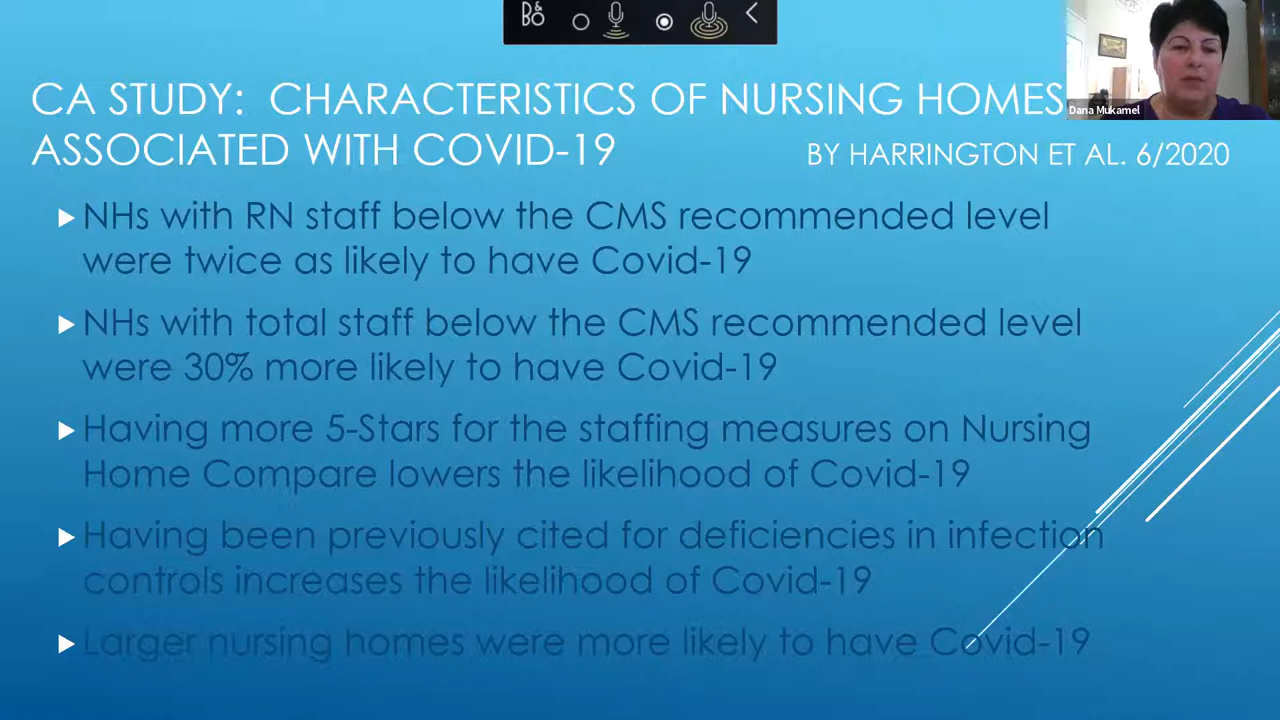 B&O
CA STUDY: CHARACTERISTICS OF NURSING HOMES
ASSOCIATED WITH COVID-19 BY HARRINGTON ET AL. 6/2020
Dana Mukamel
NHs with RN staff below the CMS recommended level
were twice as likely to have Covid-19
NHs with total staff below the CMS recommended level
were 30% more likely to have Covid-19
Having more 5-Stars for the staffing measures on Nursing
Home Compare lowers the likelihood of Covid-19
Having been previously cited for deficiencies in infection
controls increases the likelihood of Covid-19
Larger nursing homes were more likely to have Covid-19